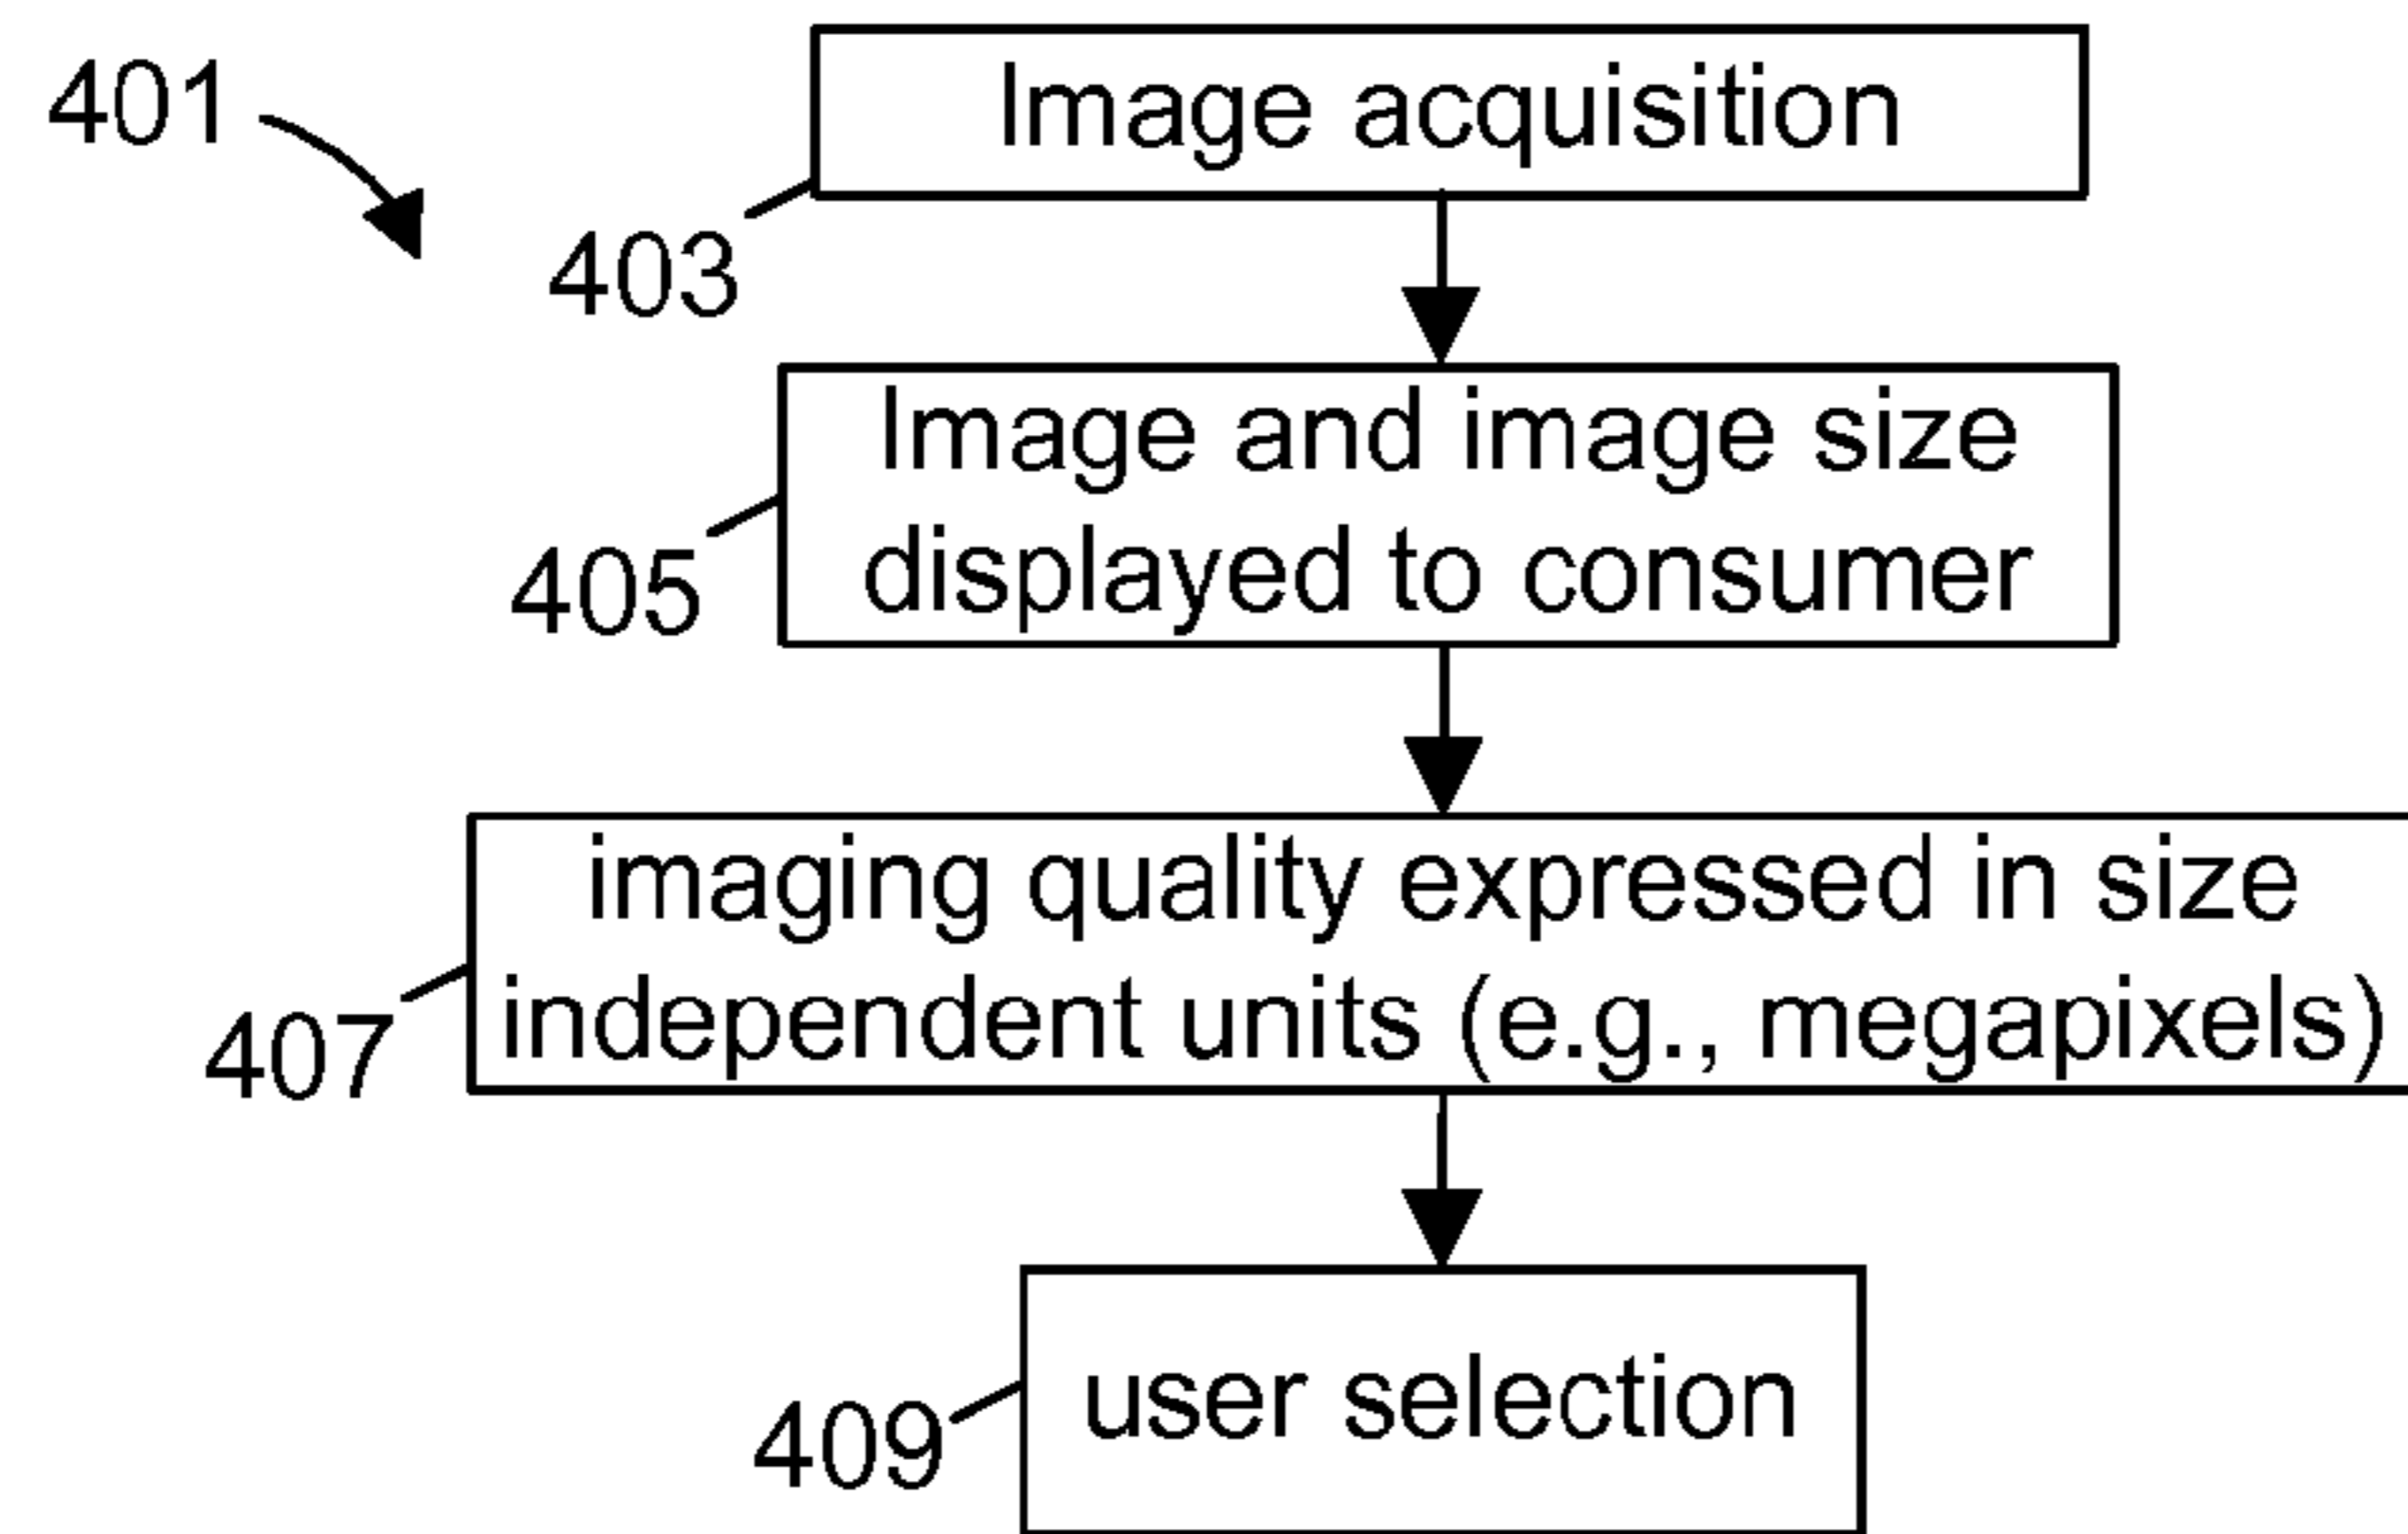 401
Image acquisition
403
Image and image size
displayed to consumer
405
imaging quality expressed in size
independent units (e.g., megapixels)
407
user selection
409